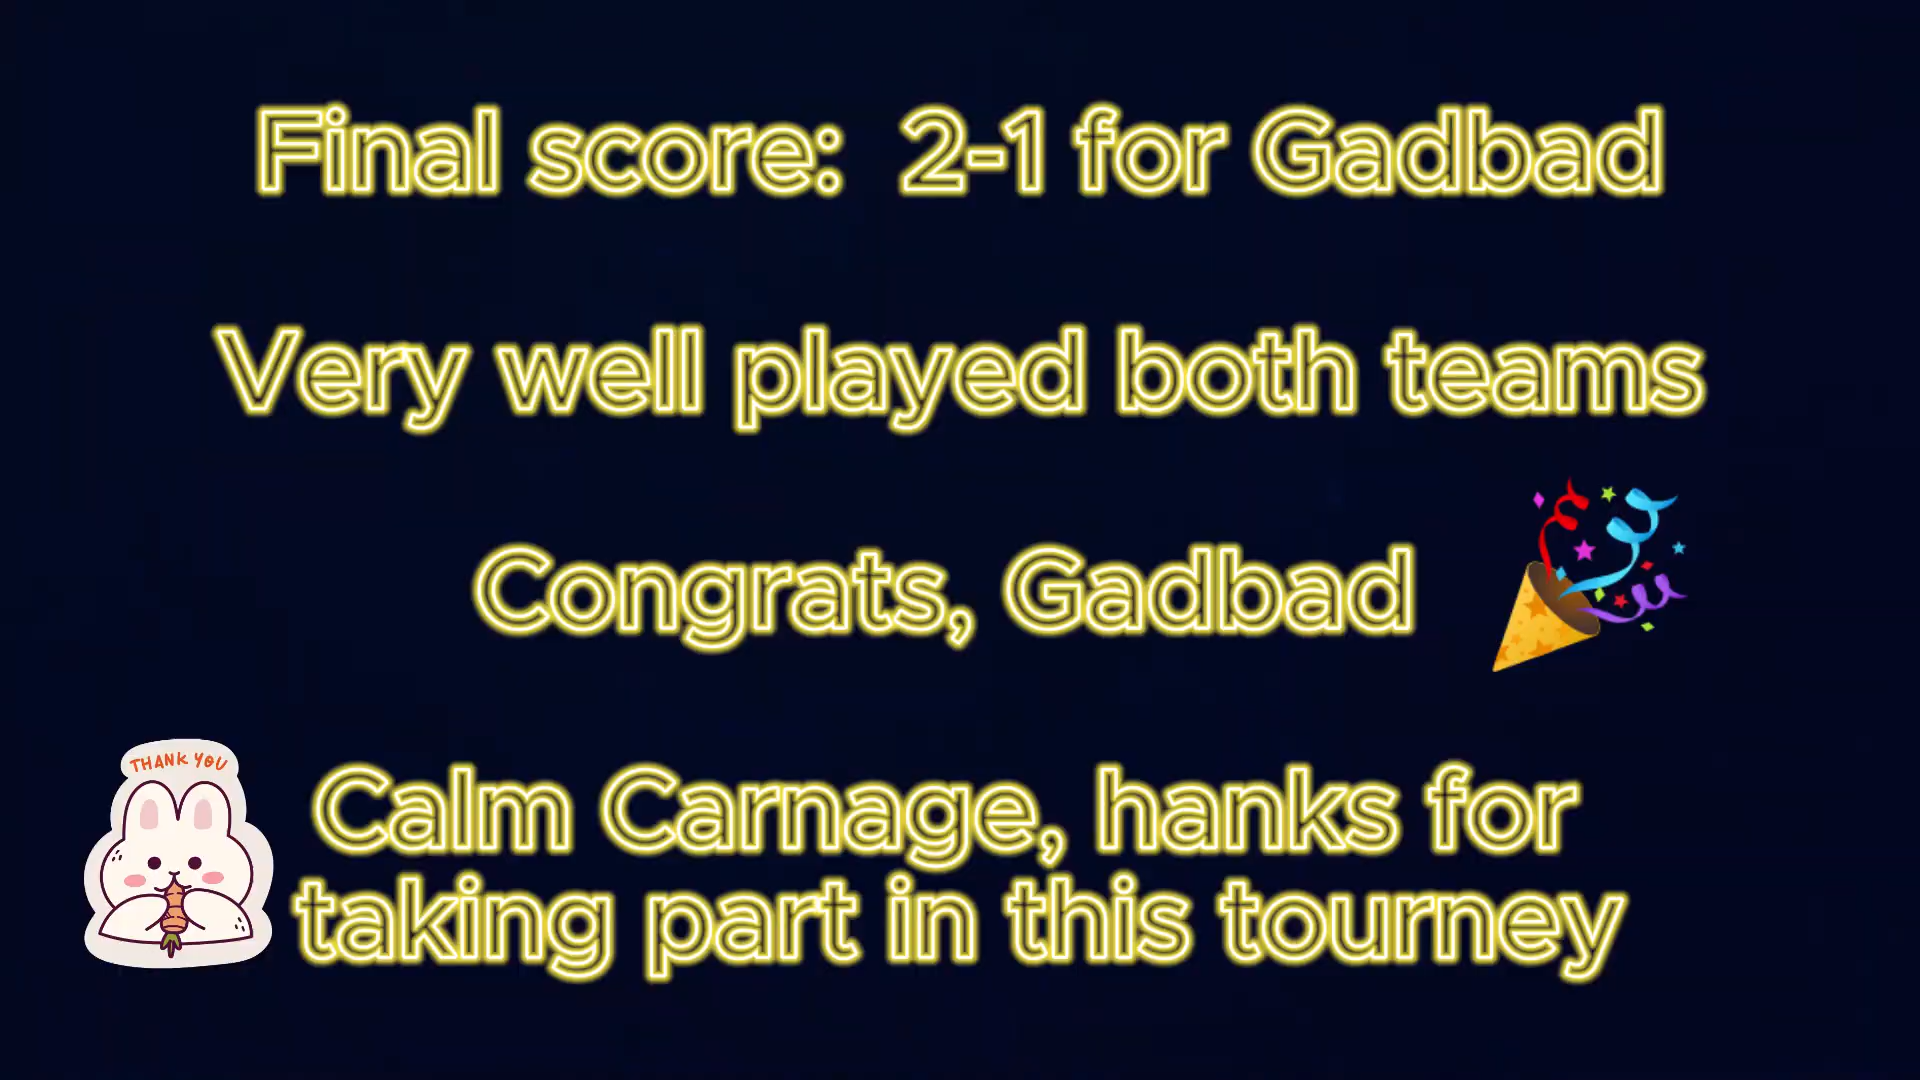 Final score:  2-1 for Gadbad
Very well played both teams
Congrats, Gadbad
THANK YOU
Calm Carnage, hanks for
taking part in this tourney